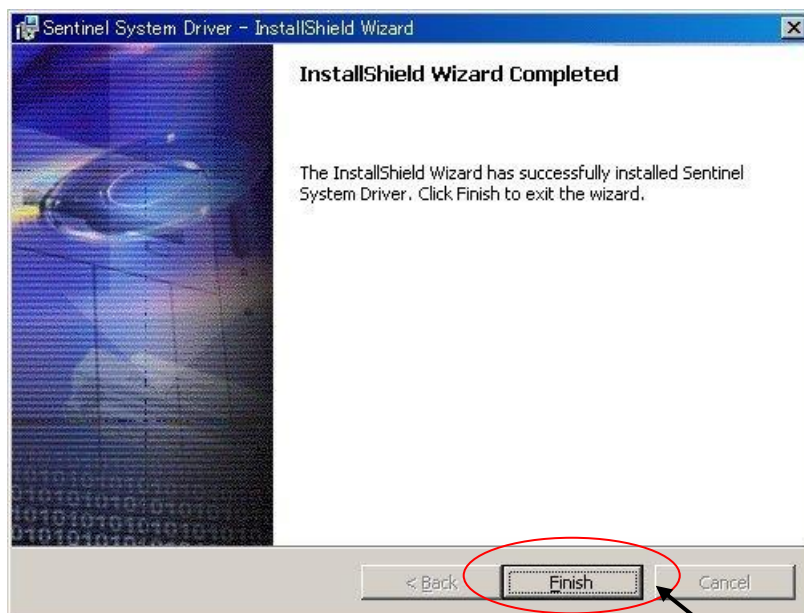 Sentinel System Driver - InstallShield Wizard
InstallShield Wizard Completed
The InstallShield Wizard has successfully installed Sentinel
System Driver. Click Finish to exit the wizard.
< Back
Finish
Cancel